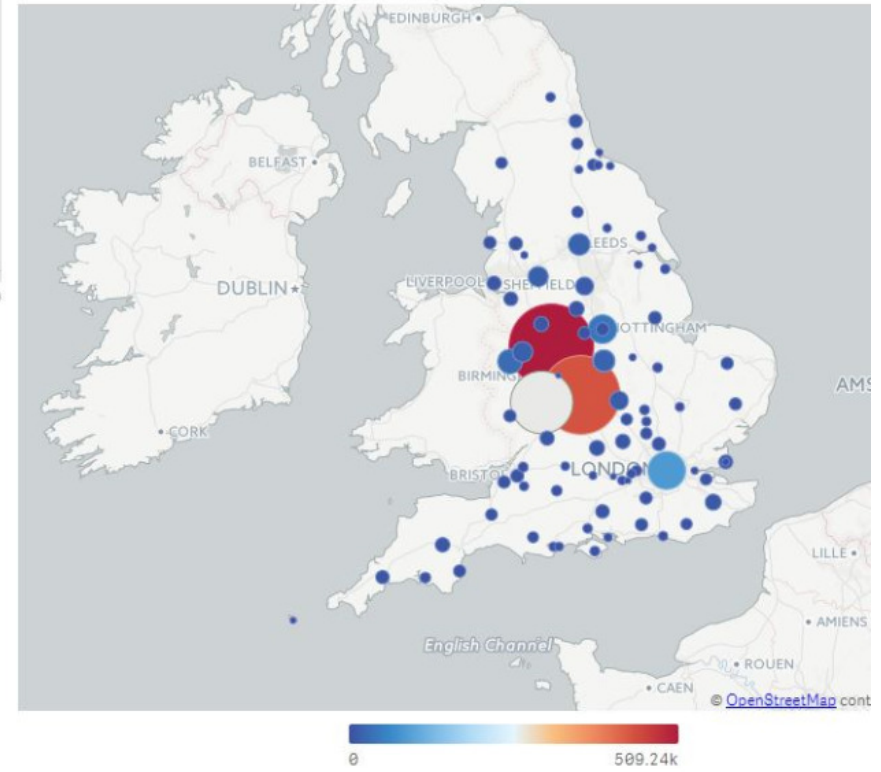 EDINBURGH
BELFAST
LEEDS
LIVERPOOL
SHEFFIELD
DUBLIN
NOTTINGHAM
BIRMING
AMS
CORK
LONDON
BRISTO
LILLE
AMIENS
English Channel
ROUEN
CAEN
© OpenStreetMap cont
0
509.24k